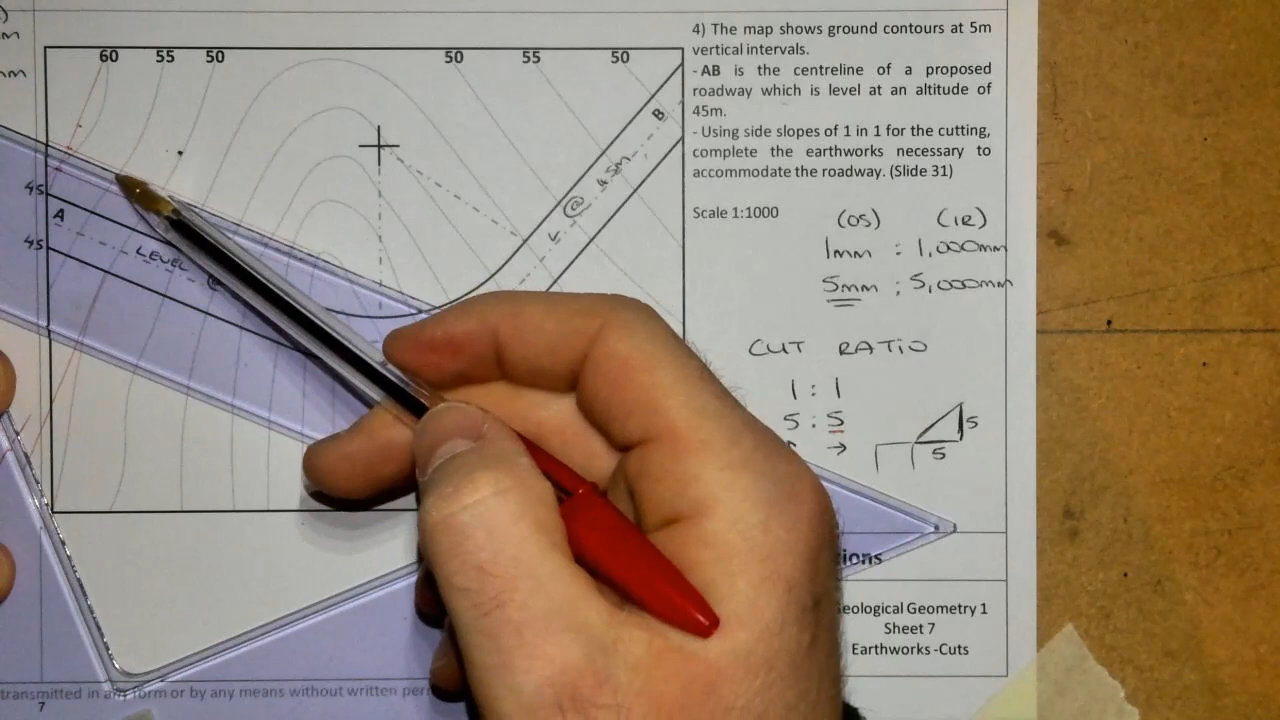 m
mm
60 55 50 50 55 50
4) The map shows ground contours at 5m
vertical intervals.
- AB is the centreline of a proposed
roadway which is level at an altitude of
45m.
- Using side slopes of 1 in 1 for the cutting,
complete the earthworks necessary to
accommodate the roadway. (Slide 31)
Scale 1:1000
(OS) (IR)
1mm : 1,000mm
5mm : 5,000mm
CUT RATIO
1 : 1
5 : 5
5
5
45
A
45
LEVEL @
L @ 45m
B
ions
eological Geometry 1
Sheet 7
Earthworks -Cuts
transmitted in any form or by any means without written per
7